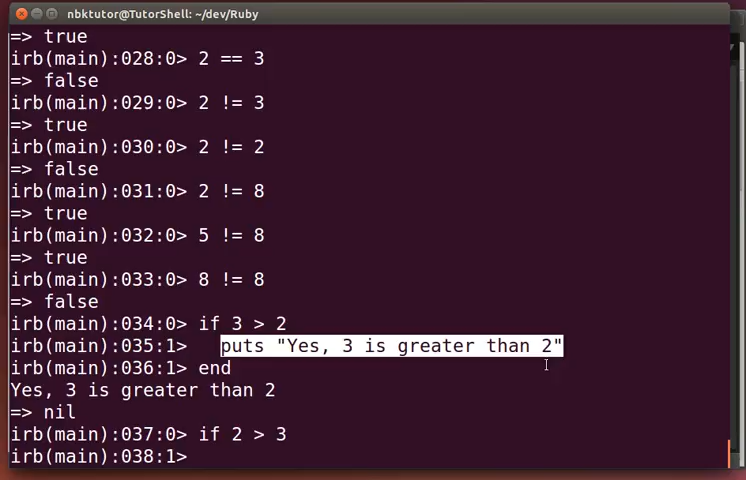 nbktutor@TutorShell: ~/dev/Ruby
=> true
irb(main):028:0> 2 == 3
=> false
irb(main):029:0> 2 != 3
=> true
irb(main):030:0> 2 != 2
=> false
irb(main):031:0> 2 != 8
=> true
irb(main):032:0> 5 != 8
=> true
irb(main):033:0> 8 != 8
=> false
irb(main):034:0> if 3 > 2
irb(main):035:1>   puts "Yes, 3 is greater than 2"
irb(main):036:1> end
Yes, 3 is greater than 2
=> nil
irb(main):037:0> if 2 > 3
irb(main):038:1>